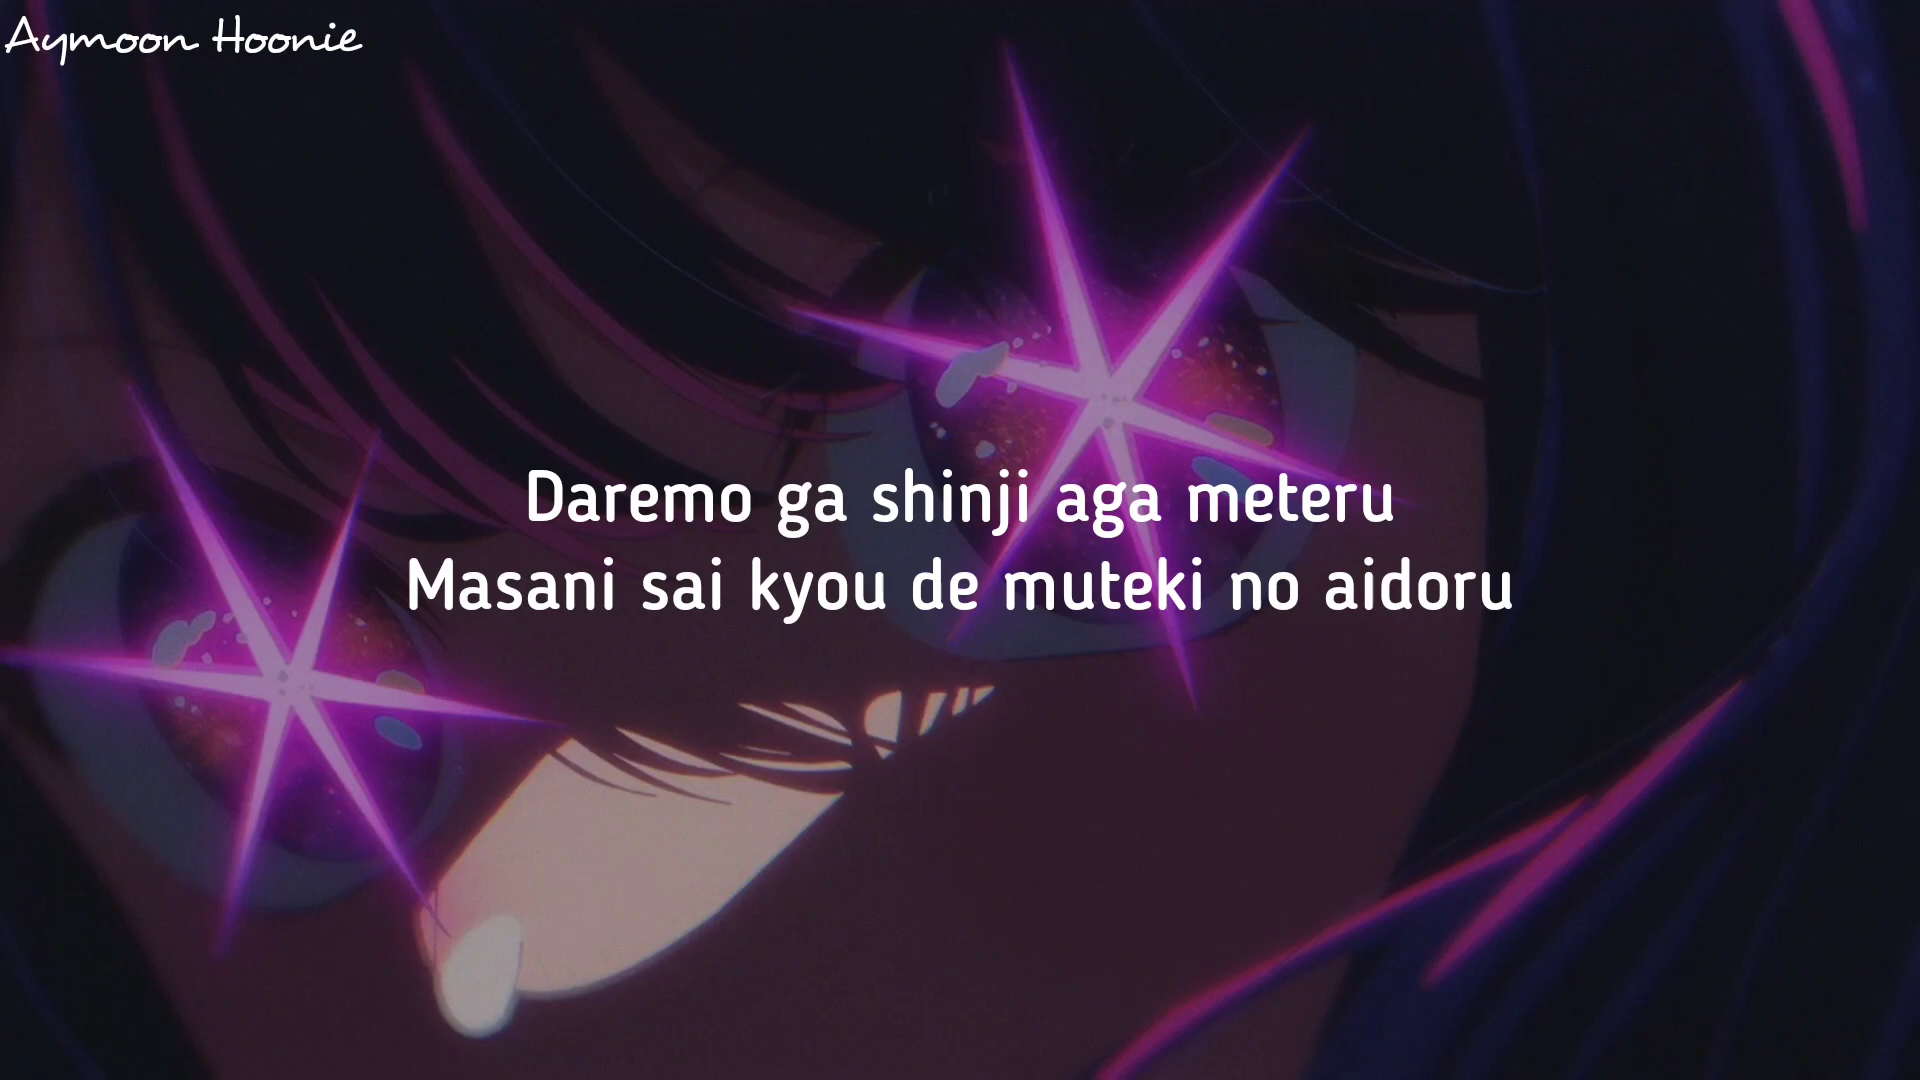 Aymoon Hoonie
Daremo ga shinji aga meteru
Masani sai kyou de muteki no aidoru